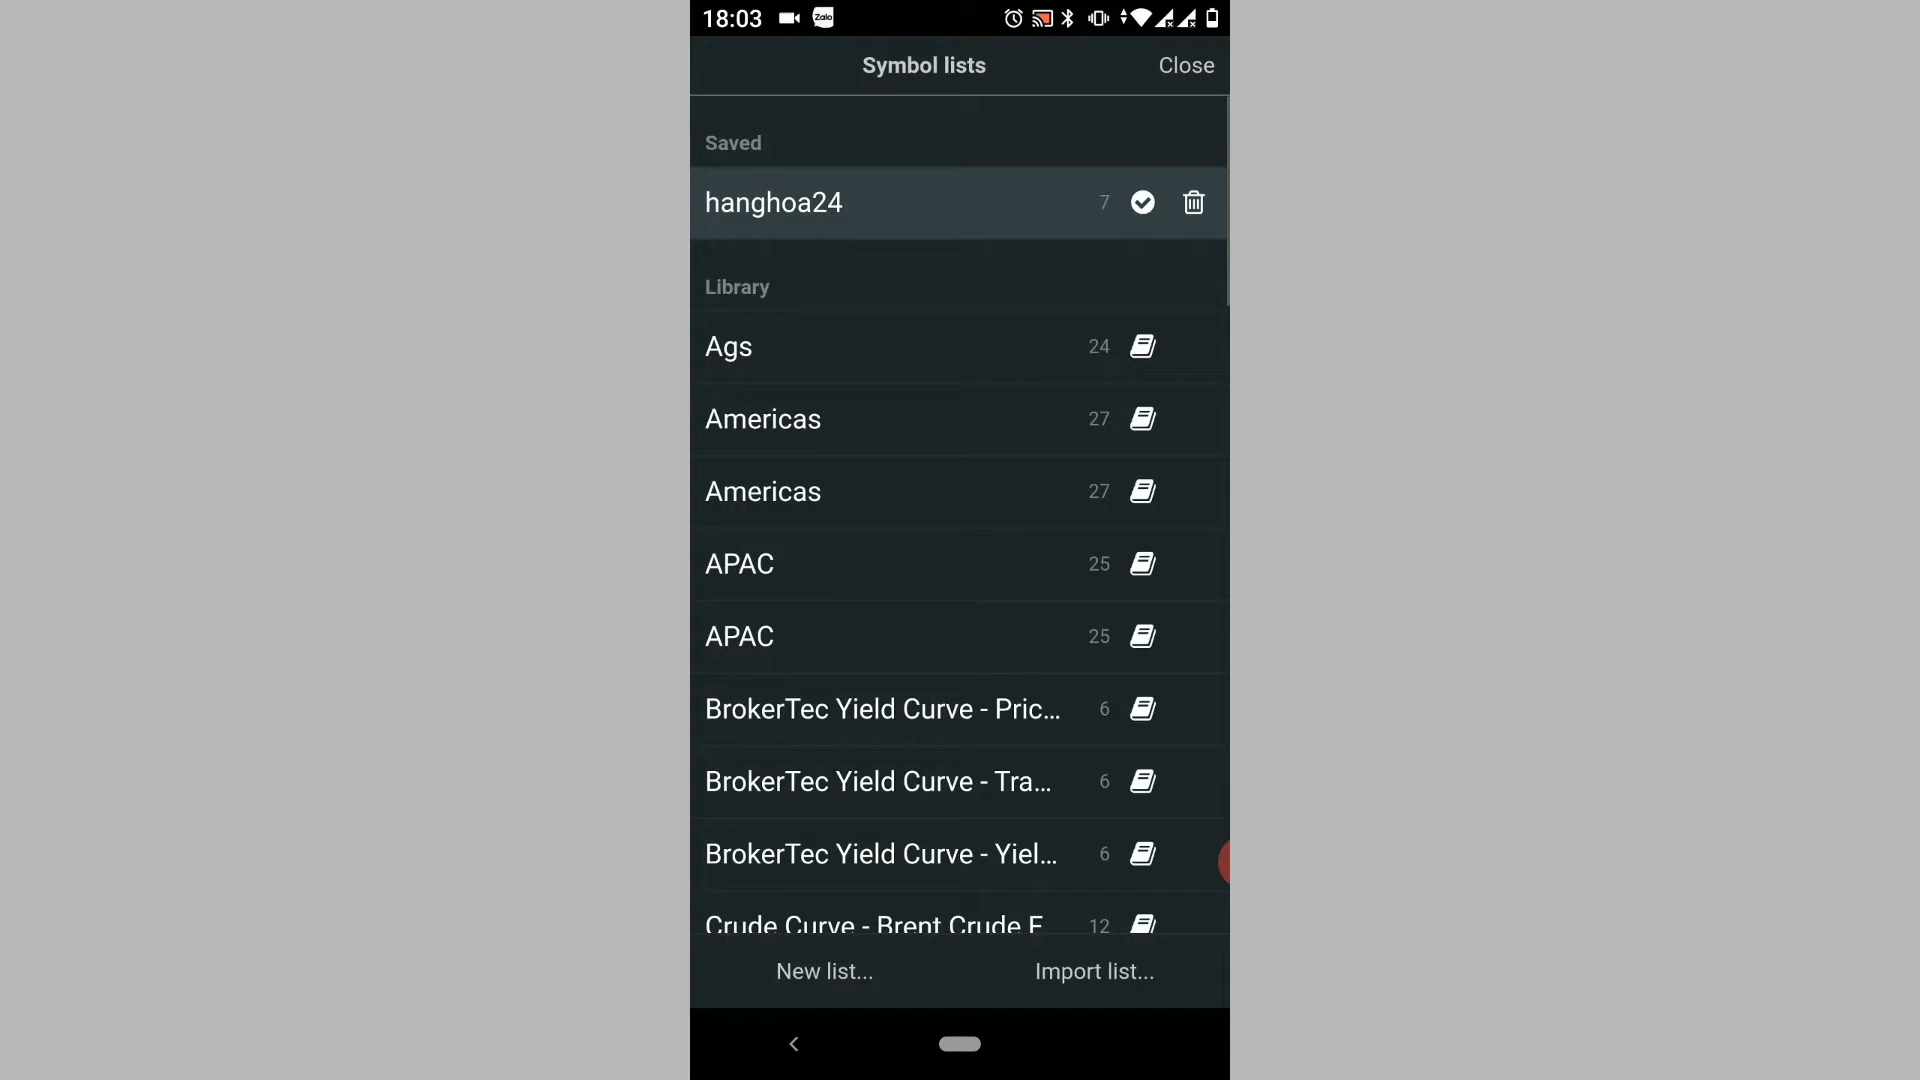 18:03 Zalo
Symbol lists Close
Saved
hanghoa24 7
Library
Ags 24
Americas 27
Americas 27
APAC 25
APAC 25
BrokerTec Yield Curve - Pric... 6
BrokerTec Yield Curve - Tra... 6
BrokerTec Yield Curve - Yiel... 6
Crude Curve - Brent Crude F 12
New list... Import list...